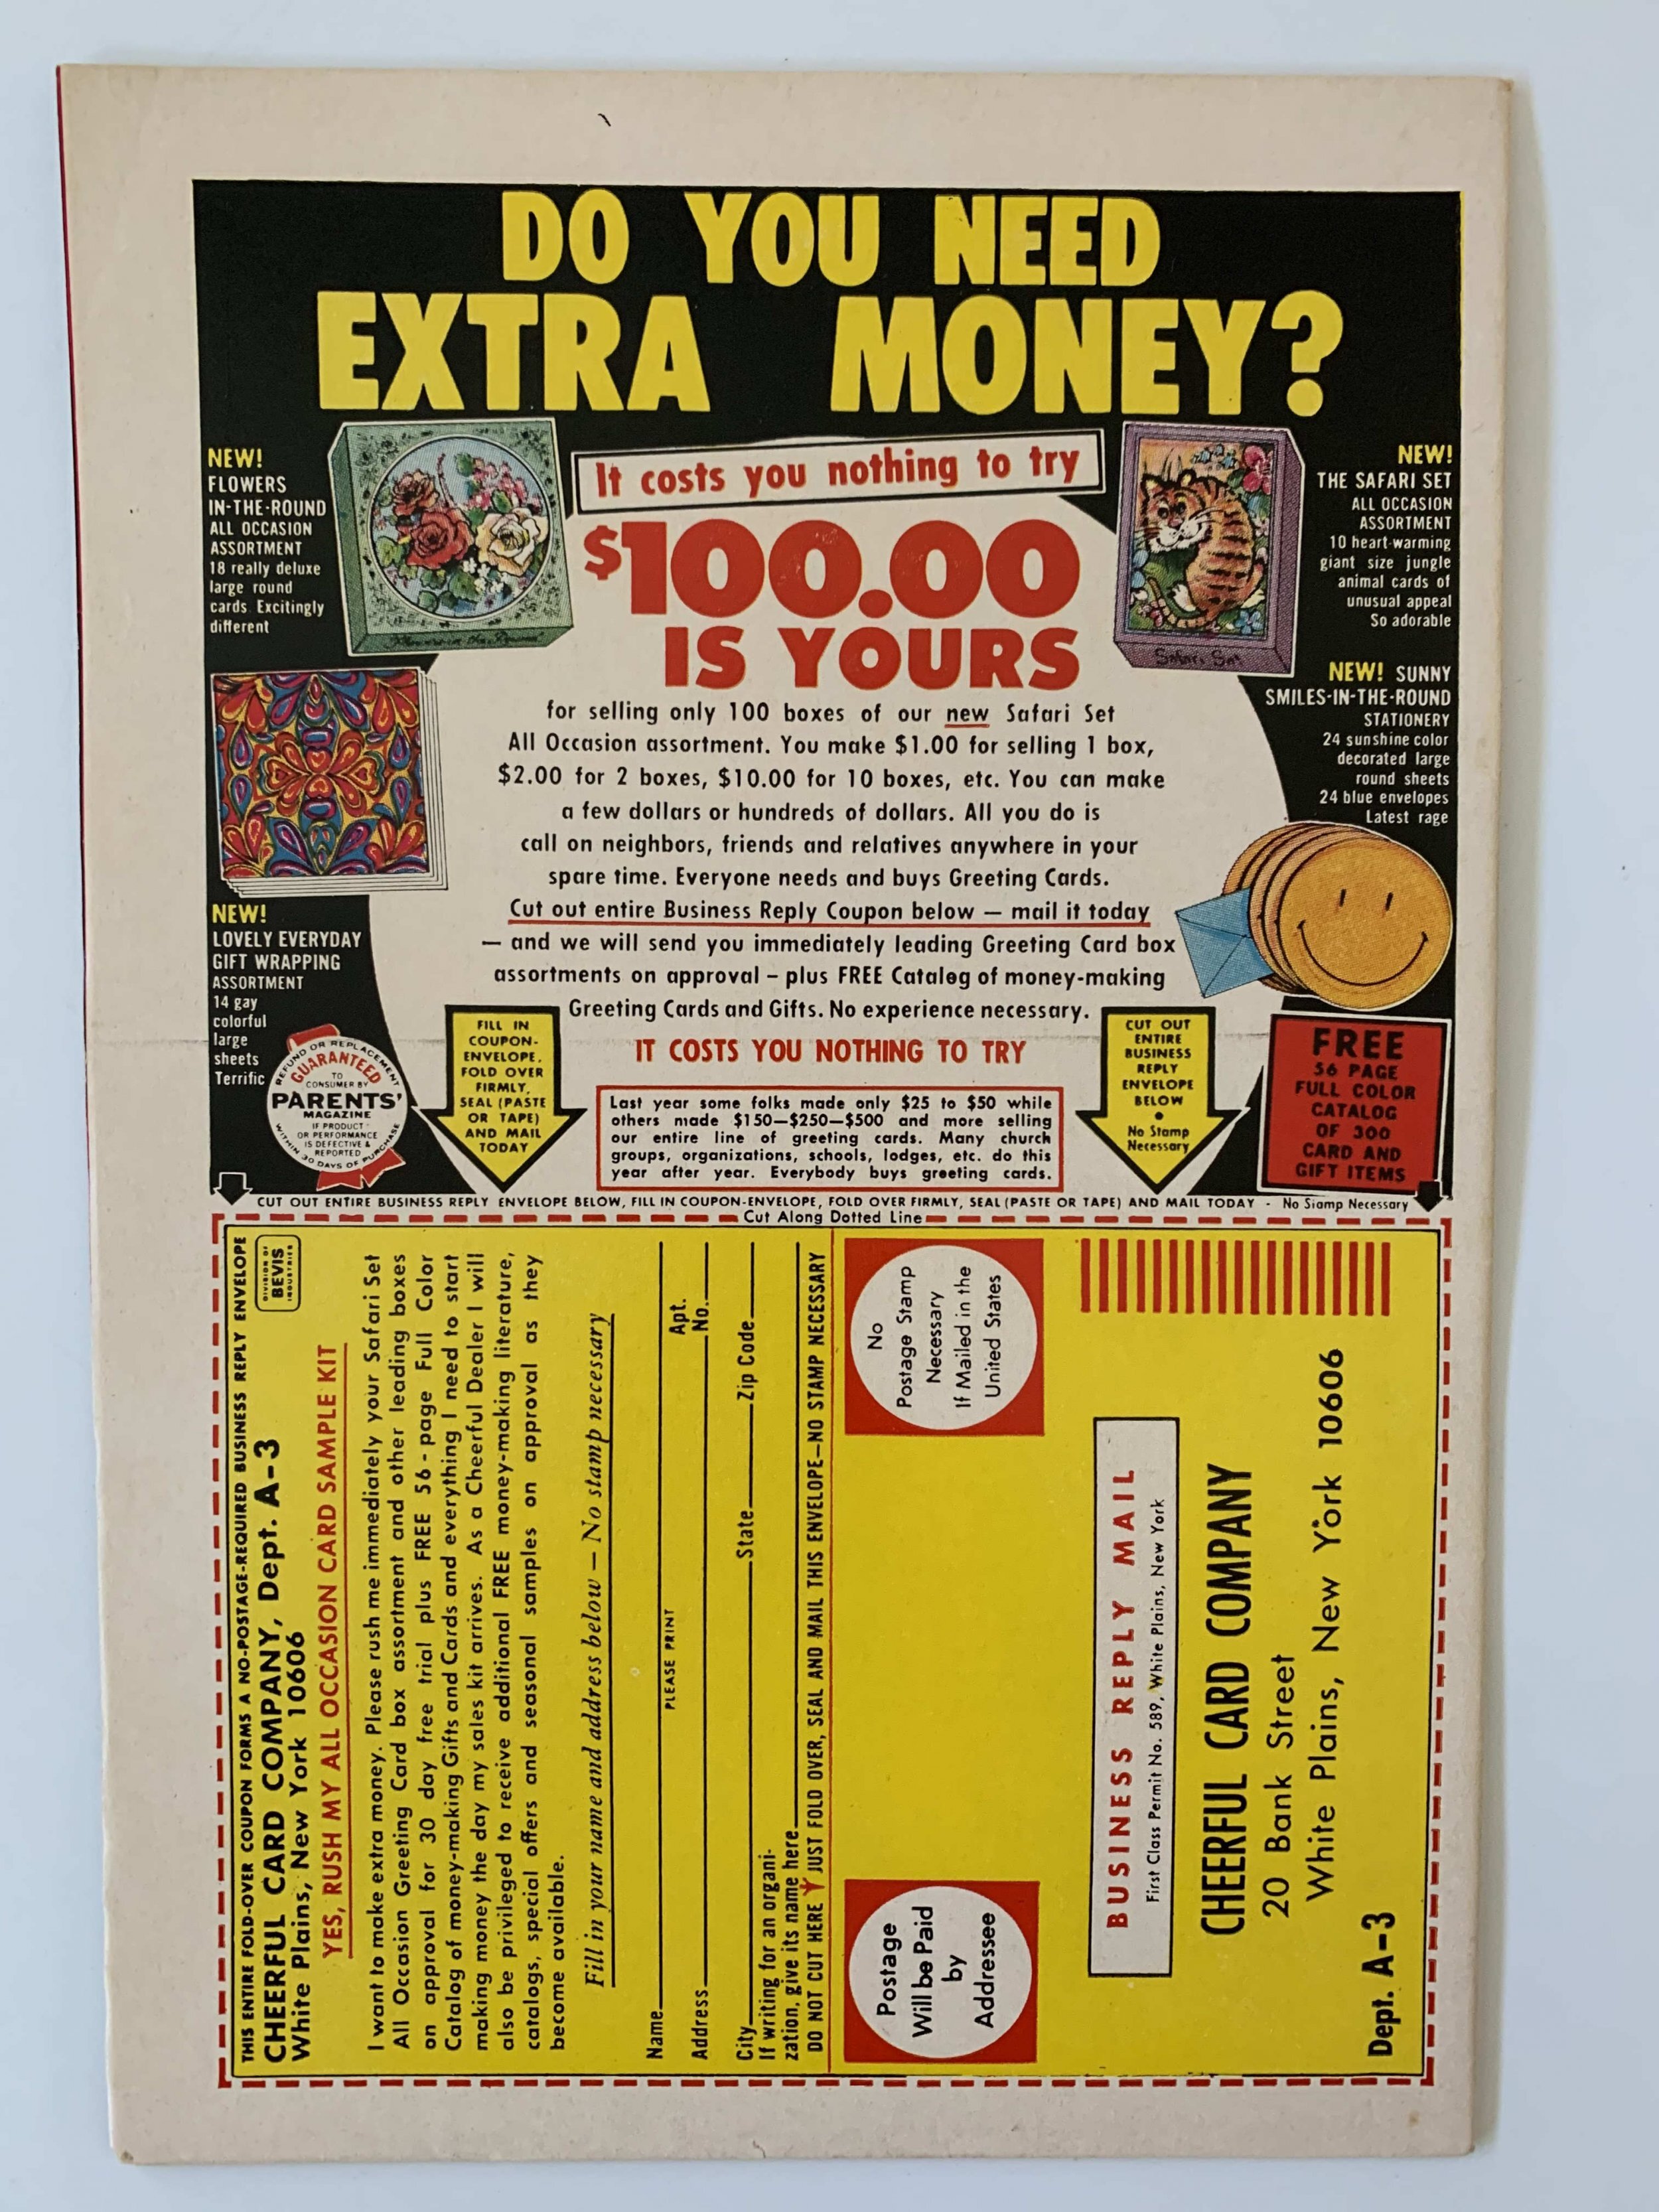 DO YOU NEED
EXTRA MONEY?
It costs you nothing to try
$100.00
IS YOURS
NEW!
FLOWERS
IN-THE-ROUND
ALL OCCASION
ASSORTMENT
18 really deluxe
large round
cards. Excitingly
different
Safari Set
NEW!
THE SAFARI SET
ALL OCCASION
ASSORTMENT
10 heart-warming
giant size jungle
animal cards of
unusual appeal
So adorable
NEW! SUNNY
SMILES-IN-THE-ROUND
STATIONERY
24 sunshine color
decorated large
round sheets
24 blue envelopes
Latest rage
for selling only 100 boxes of our new Safari Set
All Occasion assortment. You make $1.00 for selling 1 box,
$2.00 for 2 boxes, $10.00 for 10 boxes, etc. You can make
a few dollars or hundreds of dollars. All you do is
call on neighbors, friends and relatives anywhere in your
spare time. Everyone needs and buys Greeting Cards.
Cut out entire Business Reply Coupon below — mail it today
— and we will send you immediately leading Greeting Card box
assortments on approval – plus FREE Catalog of money-making
Greeting Cards and Gifts. No experience necessary.
IT COSTS YOU NOTHING TO TRY
NEW!
LOVELY EVERYDAY
GIFT WRAPPING
ASSORTMENT
14 gay
colorful
large
sheets
Terrific
REFUND OR REPLACEMENT
GUARANTEED
TO
CONSUMER BY
PARENTS'
MAGAZINE
IF PRODUCT
OR PERFORMANCE
IS DEFECTIVE &
REPORTED
WITHIN 30 DAYS OF PURCHASE
FILL IN
COUPON-
ENVELOPE,
FOLD OVER
FIRMLY,
SEAL (PASTE
OR TAPE)
AND MAIL
TODAY
Last year some folks made only $25 to $50 while
others made $150—$250—$500 and more selling
our entire line of greeting cards. Many church
groups, organizations, schools, lodges, etc. do this
year after year. Everybody buys greeting cards.
CUT OUT
ENTIRE
BUSINESS
REPLY
ENVELOPE
BELOW
•
No Stamp
Necessary
FREE
56 PAGE
FULL COLOR
CATALOG
OF 300
CARD AND
GIFT ITEMS
CUT OUT ENTIRE BUSINESS REPLY ENVELOPE BELOW, FILL IN COUPON-ENVELOPE, FOLD OVER FIRMLY, SEAL (PASTE OR TAPE) AND MAIL TODAY - No Stamp Necessary
Cut Along Dotted Line
THIS ENTIRE FOLD-OVER COUPON FORMS A NO-POSTAGE-REQUIRED BUSINESS REPLY ENVELOPE
CHEERFUL CARD COMPANY, Dept. A-3
White Plains, New York 10606
DIVISION OF
BEVIS
INDUSTRIES
YES, RUSH MY ALL OCCASION CARD SAMPLE KIT
I want to make extra money. Please rush me immediately your Safari Set
All Occasion Greeting Card box assortment and other leading boxes
on approval for 30 day free trial plus FREE 56-page Full Color
Catalog of money-making Gifts and Cards and everything I need to start
making money the day my sales kit arrives. As a Cheerful Dealer I will
also be privileged to receive additional FREE money-making literature,
catalogs, special offers and seasonal samples on approval as they
become available.
Fill in your name and address below — No stamp necessary
Name
PLEASE PRINT
Apt.
Address No.
City State Zip Code
If writing for an organi-
zation, give its name here
DO NOT CUT HERE JUST FOLD OVER, SEAL AND MAIL THIS ENVELOPE—NO STAMP NECESSARY
Postage
Will be Paid
by
Addressee
No
Postage Stamp
Necessary
If Mailed in the
United States
BUSINESS REPLY MAIL
First Class Permit No. 589, White Plains, New York
CHEERFUL CARD COMPANY
20 Bank Street
White Plains, New York 10606
Dept. A-3